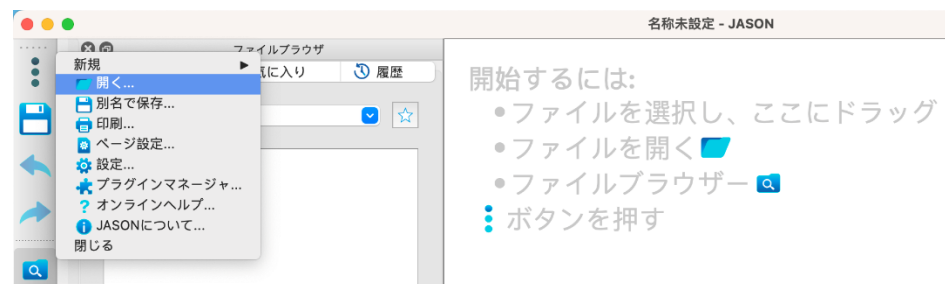 名称未設定 - JASON
ファイルブラウザ
気に入り
履歴
新規
開く...
別名で保存...
印刷...
ページ設定...
設定...
プラグインマネージャ...
オンラインヘルプ...
JASONについて...
閉じる
開始するには:
•ファイルを選択し、ここにドラッグ
•ファイルを開く
•ファイルブラウザー
ボタンを押す